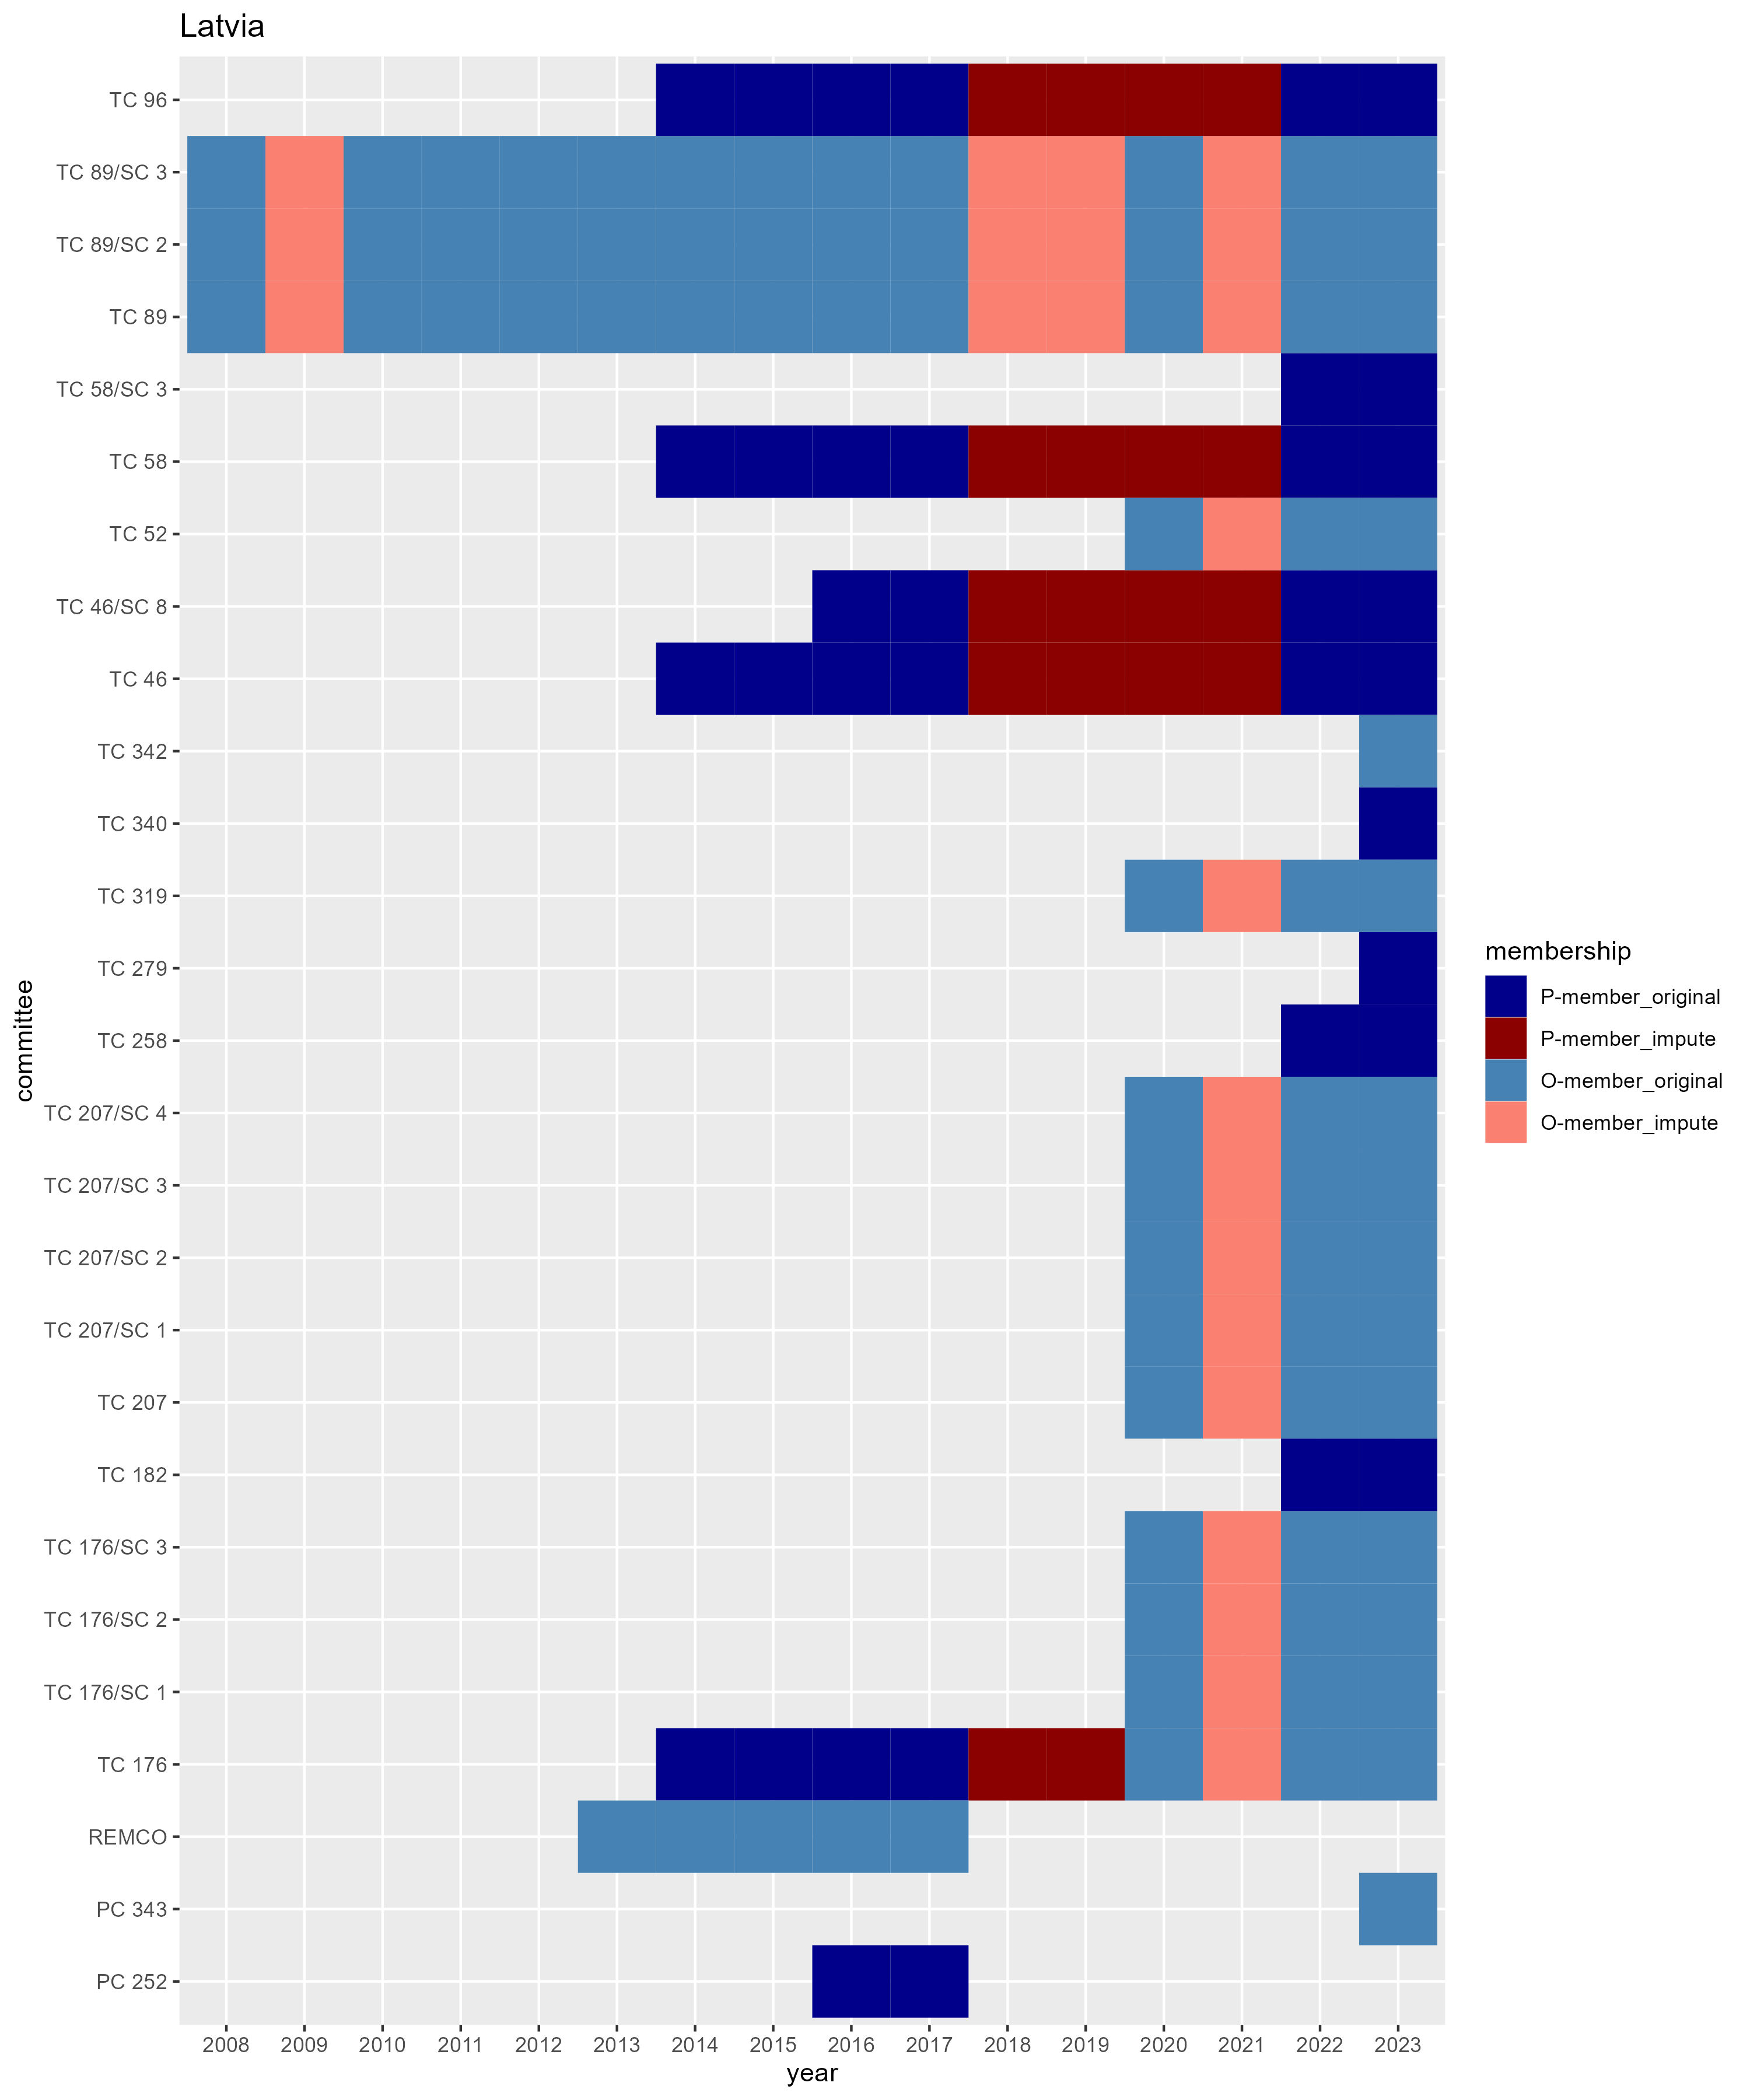 Latvia
committee
TC 96
TC 89/SC 3
TC 89/SC 2
TC 89
TC 58/SC 3
TC 58
TC 52
TC 46/SC 8
TC 46
TC 342
TC 340
TC 319
TC 279
TC 258
TC 207/SC 4
TC 207/SC 3
TC 207/SC 2
TC 207/SC 1
TC 207
TC 182
TC 176/SC 3
TC 176/SC 2
TC 176/SC 1
TC 176
REMCO
PC 343
PC 252
2008 2009 2010 2011 2012 2013 2014 2015 2016 2017 2018 2019 2020 2021 2022 2023
year
membership
P-member_original
P-member_impute
O-member_original
O-member_impute